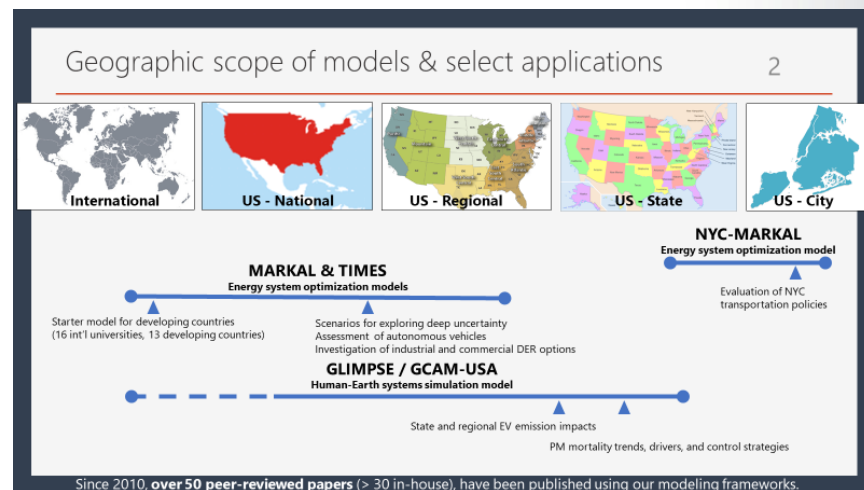 Geographic scope of models & select applications
2
International
US - National
US - Regional
US - State
US - City
NYC-MARKAL
Energy system optimization model
Evaluation of NYC
transportation policies
MARKAL & TIMES
Energy system optimization models
Starter model for developing countries
(16 int'l universities, 13 developing countries)
Scenarios for exploring deep uncertainty
Assessment of autonomous vehicles
Investigation of industrial and commercial DER options
GLIMPSE / GCAM-USA
Human-Earth systems simulation model
State and regional EV emission impacts
PM mortality trends, drivers, and control strategies
Since 2010, over 50 peer-reviewed papers (> 30 in-house), have been published using our modeling frameworks.